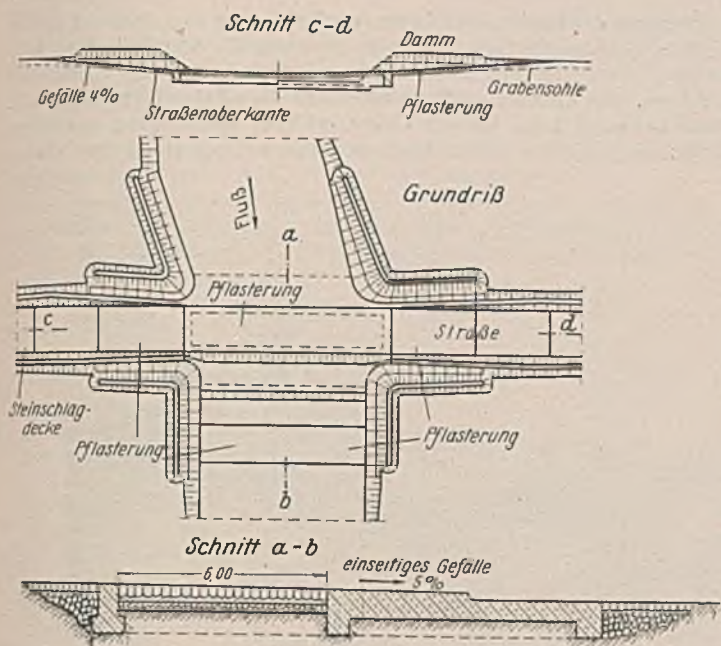 Schnitt c-d
Damm
Gefälle 4%
Straßenoberkante
Pflasterung
Grabensohle
Grundriß
Fluß
a
Pflasterung
c
Straße
d
Steinschlag-
decke
Pflasterung
Pflasterung
b
Schnitt a-b
6,00
einseitiges Gefälle
5%